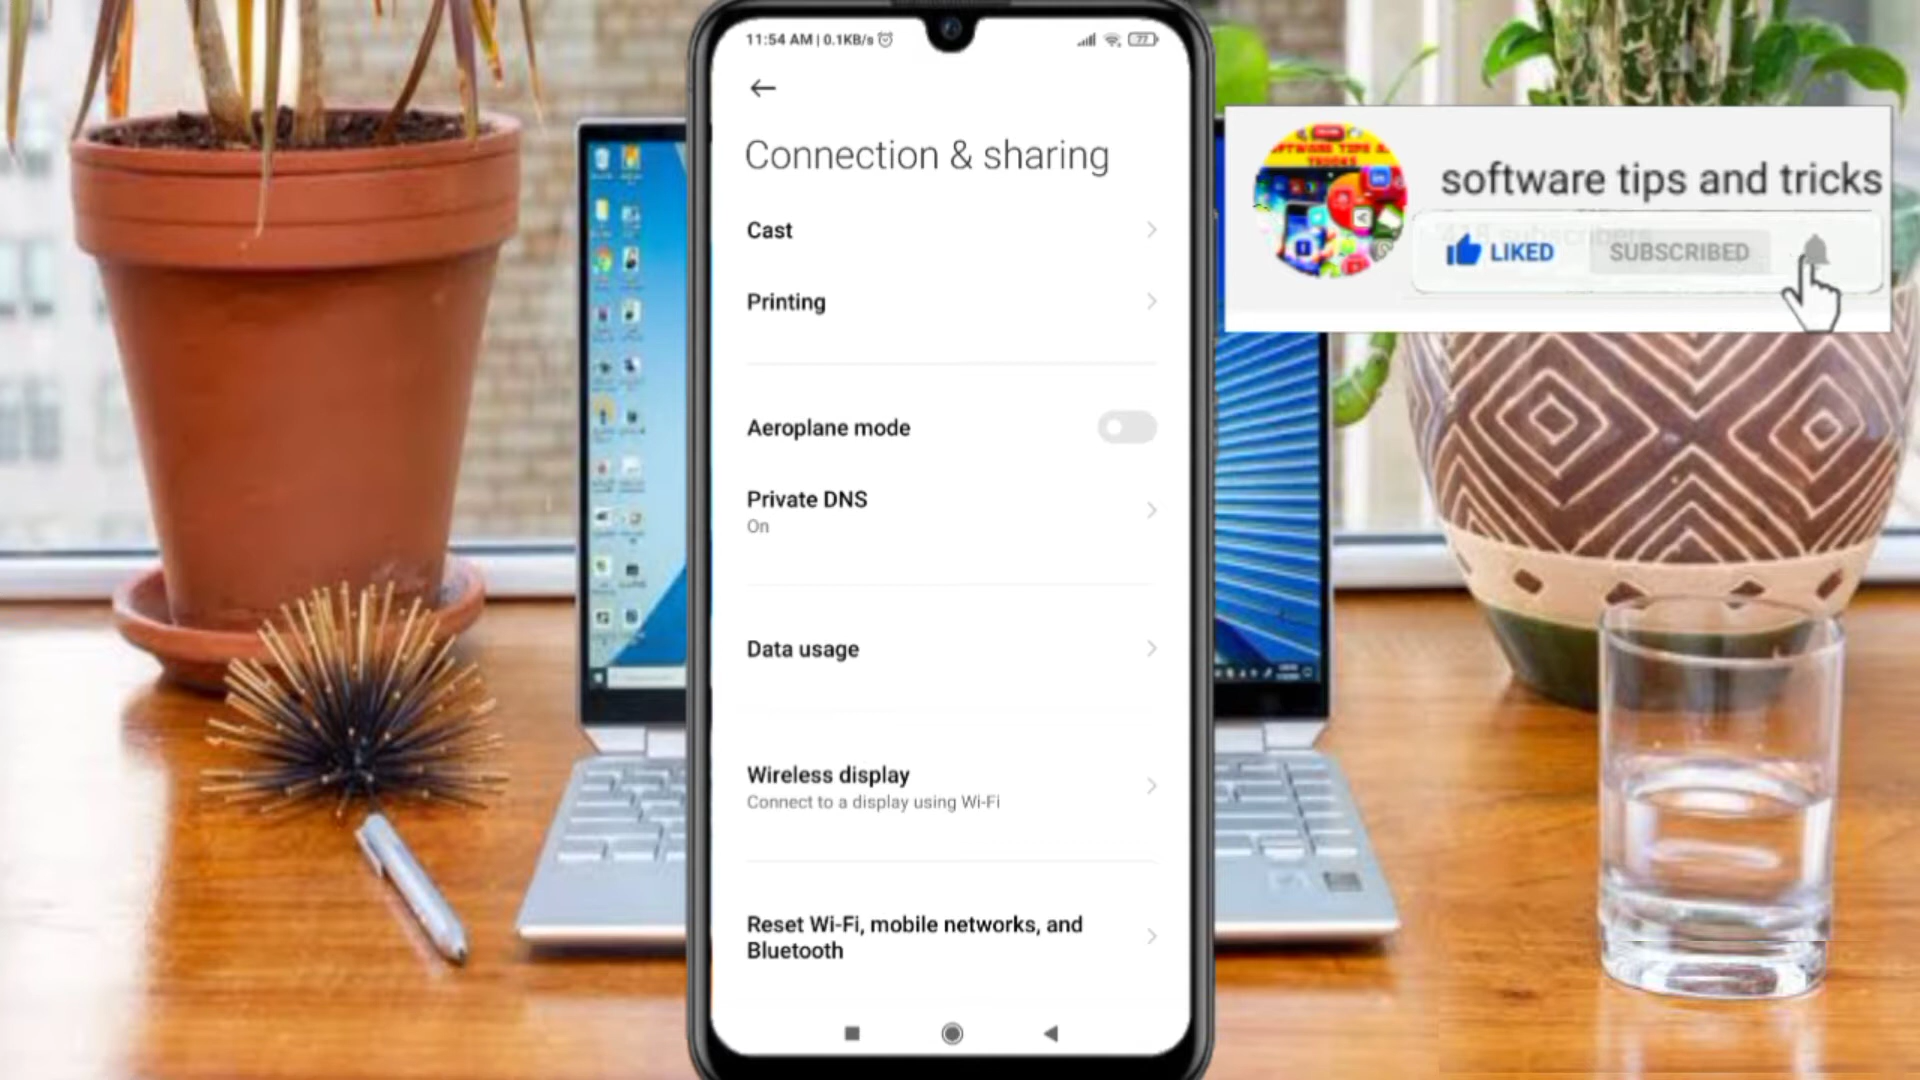 11:54 AM | 0.1KB/s
77
Connection & sharing
Cast
Printing
Aeroplane mode
Private DNS
On
Data usage
Wireless display
Connect to a display using Wi-Fi
Reset Wi-Fi, mobile networks, and
Bluetooth
software tips and tricks
LIKED
SUBSCRIBED